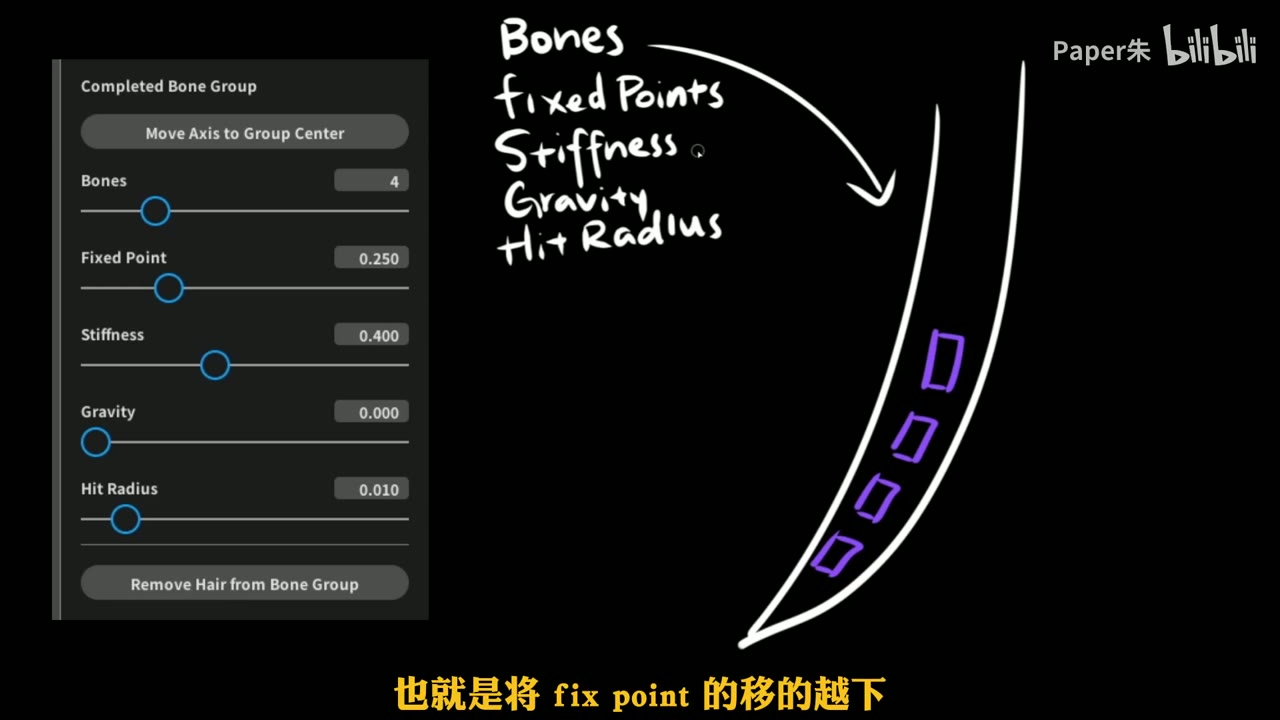 Completed Bone Group
Move Axis to Group Center
Bones
4
Fixed Point
0.250
Stiffness
0.400
Gravity
0.000
Hit Radius
0.010
Remove Hair from Bone Group
Bones
fixed Points
Stiffness
Gravity
Hit Radius
Paper朱 bilibili
也就是将 fix point 的移的越下